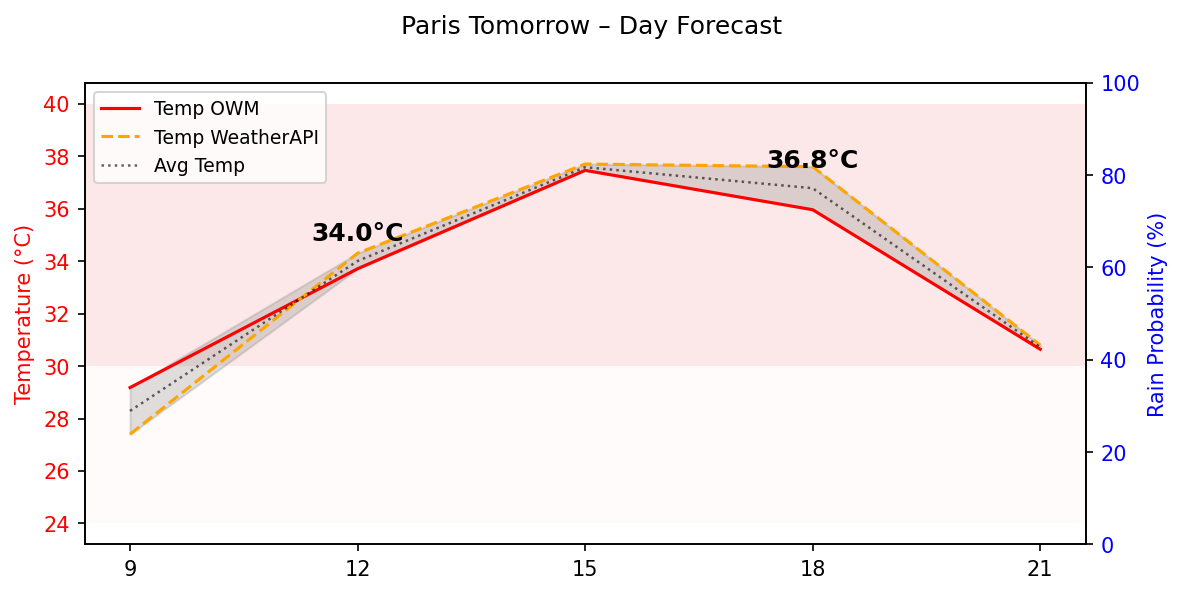 Paris Tomorrow – Day Forecast
Temp OWM
Temp WeatherAPI
Avg Temp
34.0°C
36.8°C
Temperature (°C)
40
38
36
34
32
30
28
26
24
Rain Probability (%)
100
80
60
40
20
0
9 12 15 18 21